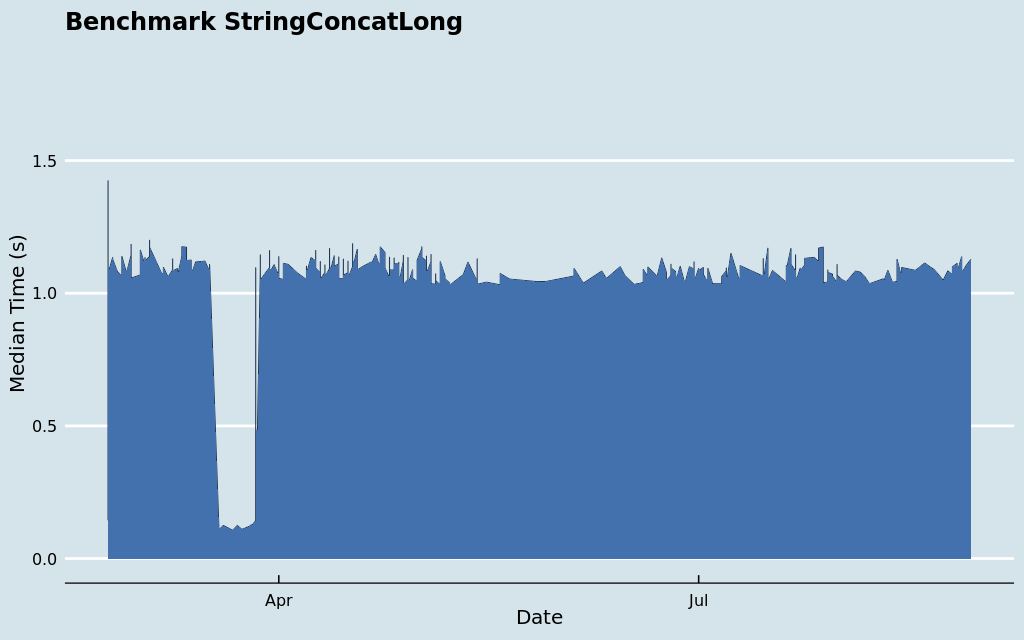 Benchmark StringConcatLong
Median Time (s)
1.5
1.0
0.5
0.0
Apr
Jul
Date